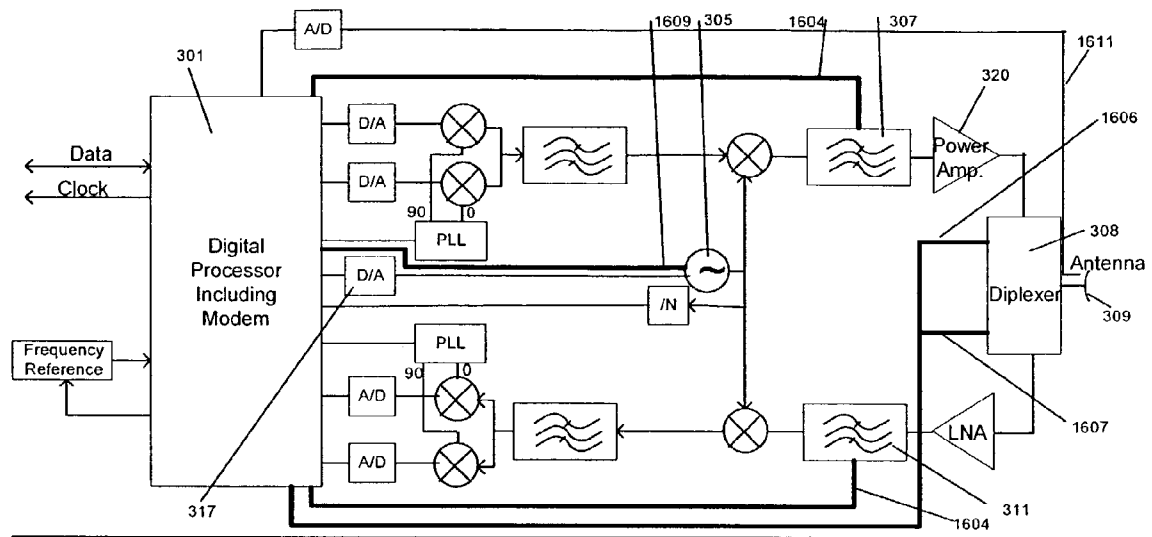 1609 305 1604 307
A/D
1611
301
320
D/A
Power
Amp.
1606
Data
D/A
Clock
90 0
PLL
308
Digital
Processor
Including
Modem
D/A
Antenna
Diplexer
/N
309
PLL
Frequency
Reference
90 0
A/D
LNA
1607
A/D
317
1604
311